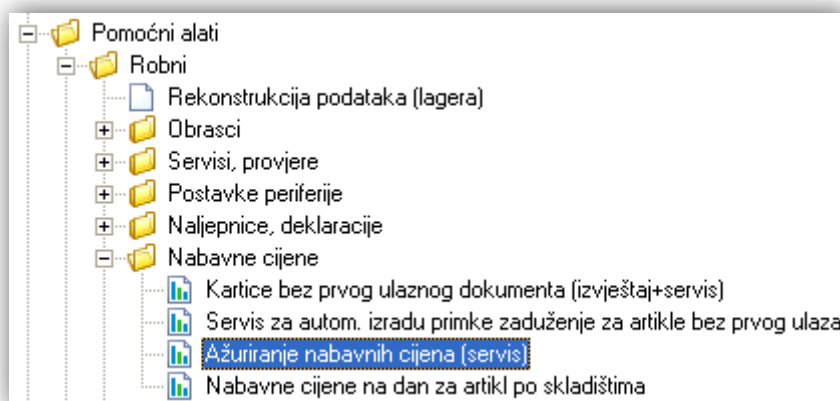 Pomoćni alati
Robni
Rekonstrukcija podataka (lagera)
Obrasci
Servisi, provjere
Postavke periferije
Naljepnice, deklaracije
Nabavne cijene
Kartice bez prvog ulaznog dokumenta (izvještaj+servis)
Servis za autom. izradu primke zaduženje za artikle bez prvog ulaza
Ažuriranje nabavnih cijena (servis)
Nabavne cijene na dan za artikl po skladištima